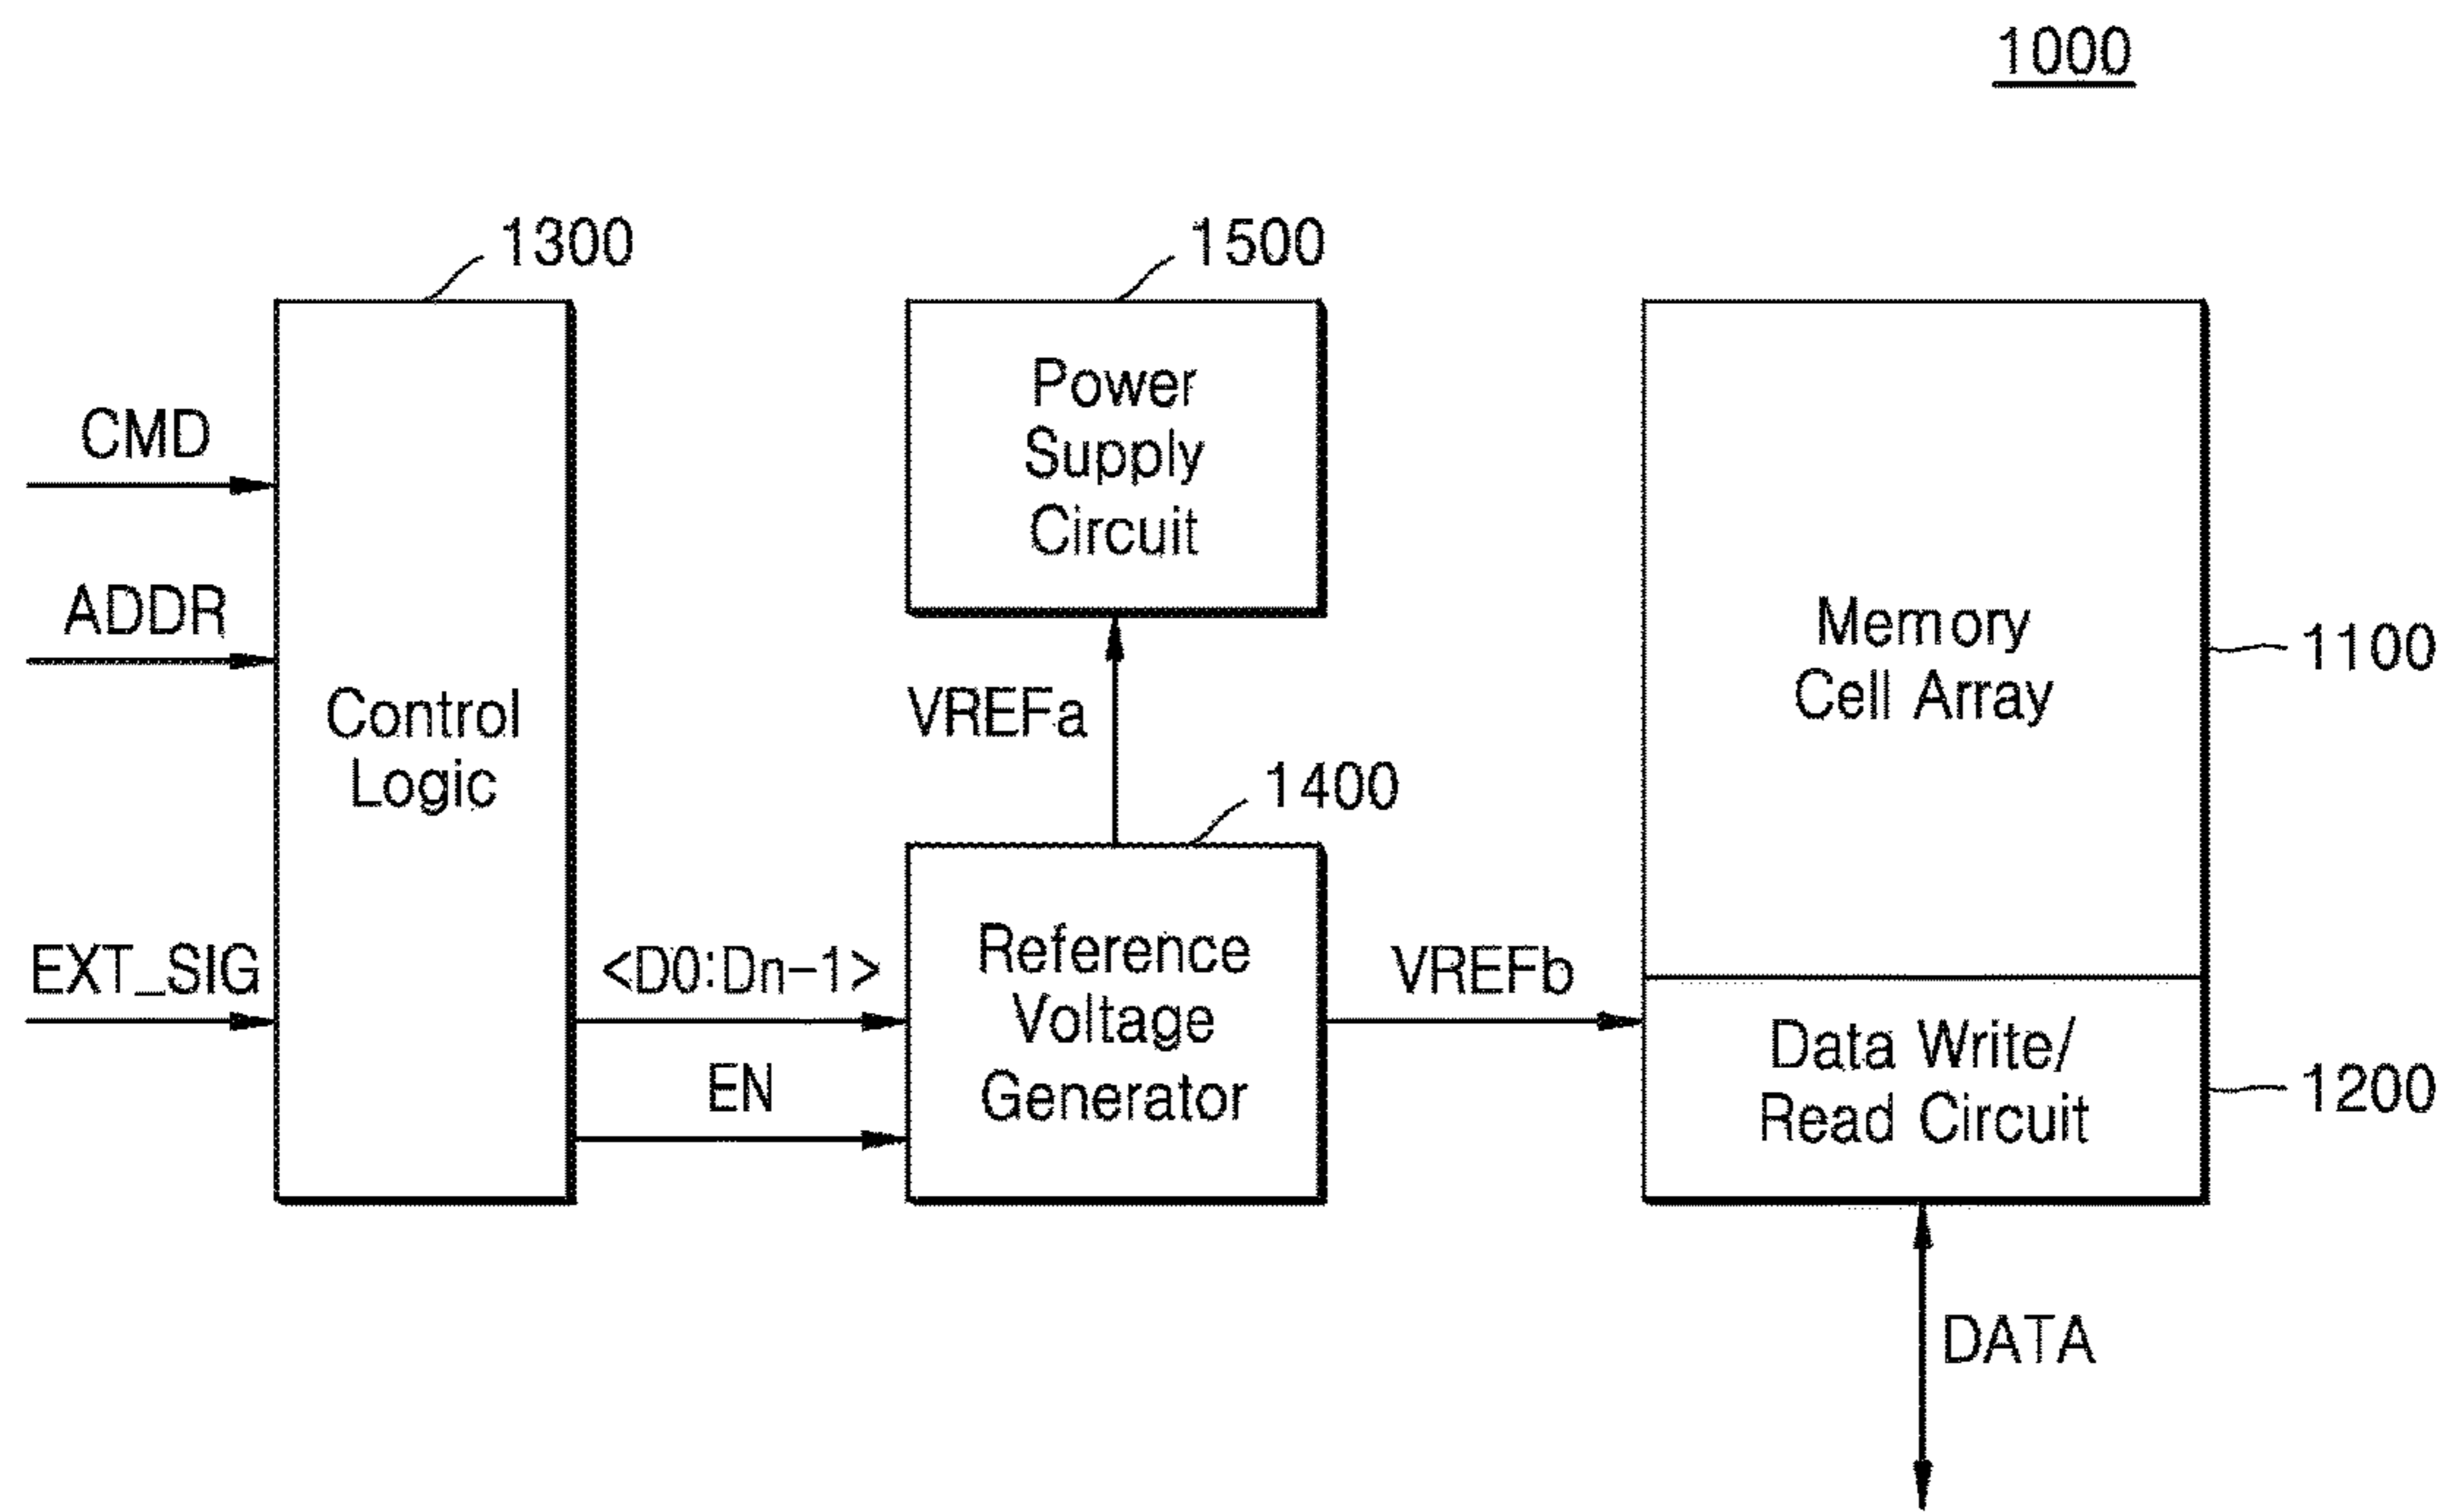 1000
1300
1500
Power
Supply
Circuit
CMD
ADDR
Memory
Cell Array
1100
Control
Logic
VREFa
1400
EXT_SIG
<D0:Dn-1>
EN
Reference
Voltage
Generator
VREFb
Data Write/
Read Circuit
1200
DATA